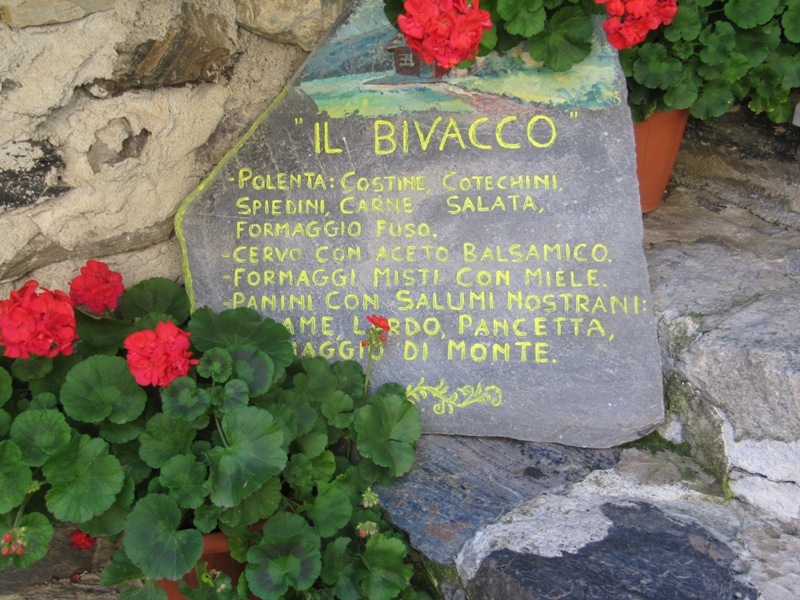 "IL BIVACCO"
-POLENTA: COSTINE, COTECHINI,
SPIEDINI, CARNE SALATA,
FORMAGGIO FUSO.
-CERVO CON ACETO BALSAMICO.
-FORMAGGI MISTI CON MIELE.
-PANINI CON SALUMI NOSTRANI:
LARDO, PANCETTA,
DI MONTE.